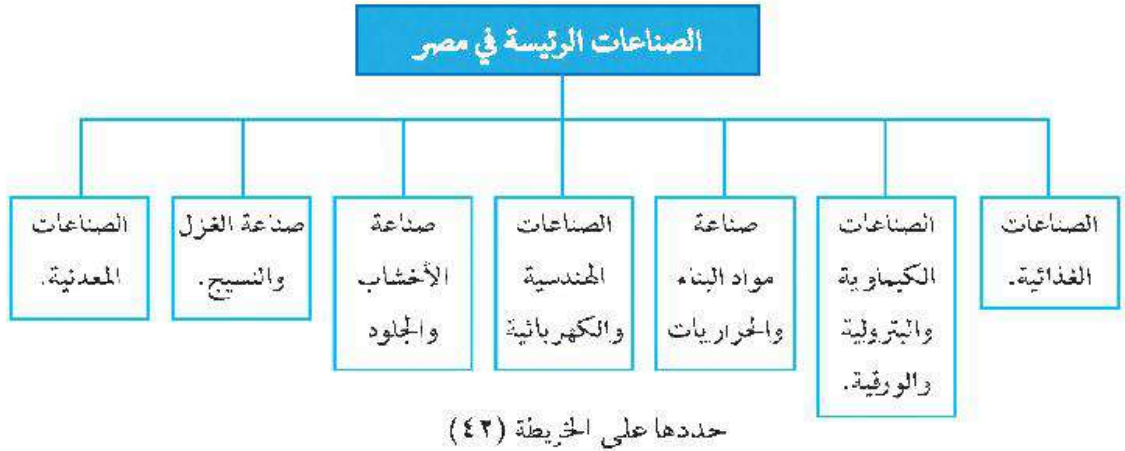 الصناعات الرئيسة في مصر
الصناعات
الغذائية.
الصناعات
الكيماوية
والبترولية
والورقية.
صناعة
مواد البناء
والحراريات
الصناعات
الهندسية
والكهربائية
صناعة
الأخشاب
والجلود
صناعة الغزل
والنسيج.
الصناعات
المعدنية.
حددها على الخريطة (٤٢)